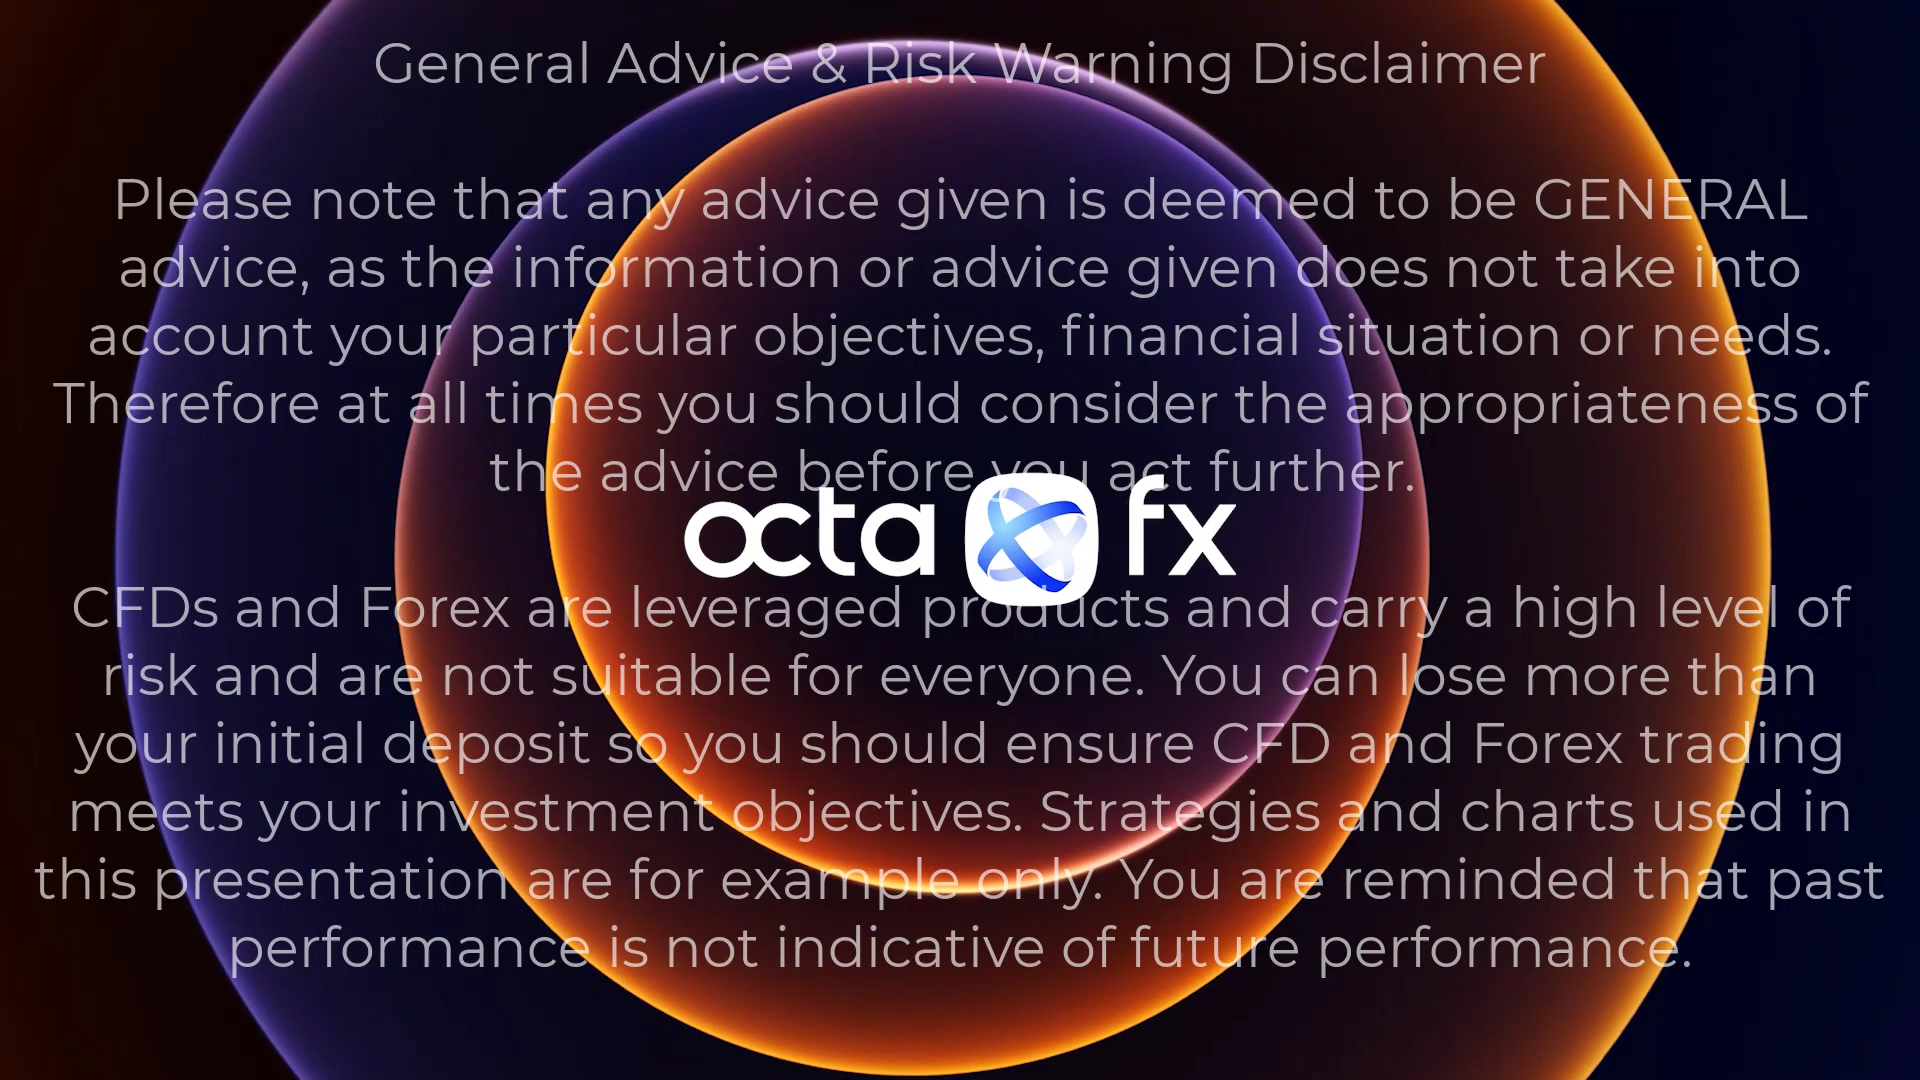 General Advice & Risk Warning Disclaimer
Please note that any advice given is deemed to be GENERAL
advice, as the information or advice given does not take into
account your particular objectives, financial situation or needs.
Therefore at all times you should consider the appropriateness of
the advice before you act further.
octa fx
CFDs and Forex are leveraged products and carry a high level of
risk and are not suitable for everyone. You can lose more than
your initial deposit so you should ensure CFD and Forex trading
meets your investment objectives. Strategies and charts used in
this presentation are for example only. You are reminded that past
performance is not indicative of future performance.